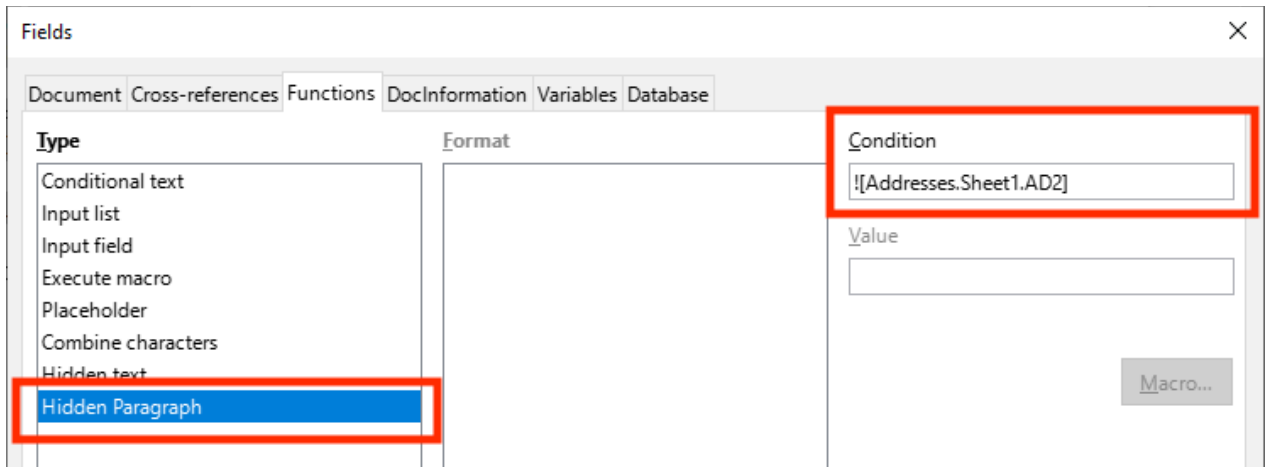 Fields
Document Cross-references Functions DocInformation Variables Database
Type
Conditional text
Input list
Input field
Execute macro
Placeholder
Combine characters
Hidden text
Hidden Paragraph
Format
Condition
![Addresses.Sheet1.AD2]
Value
Macro...